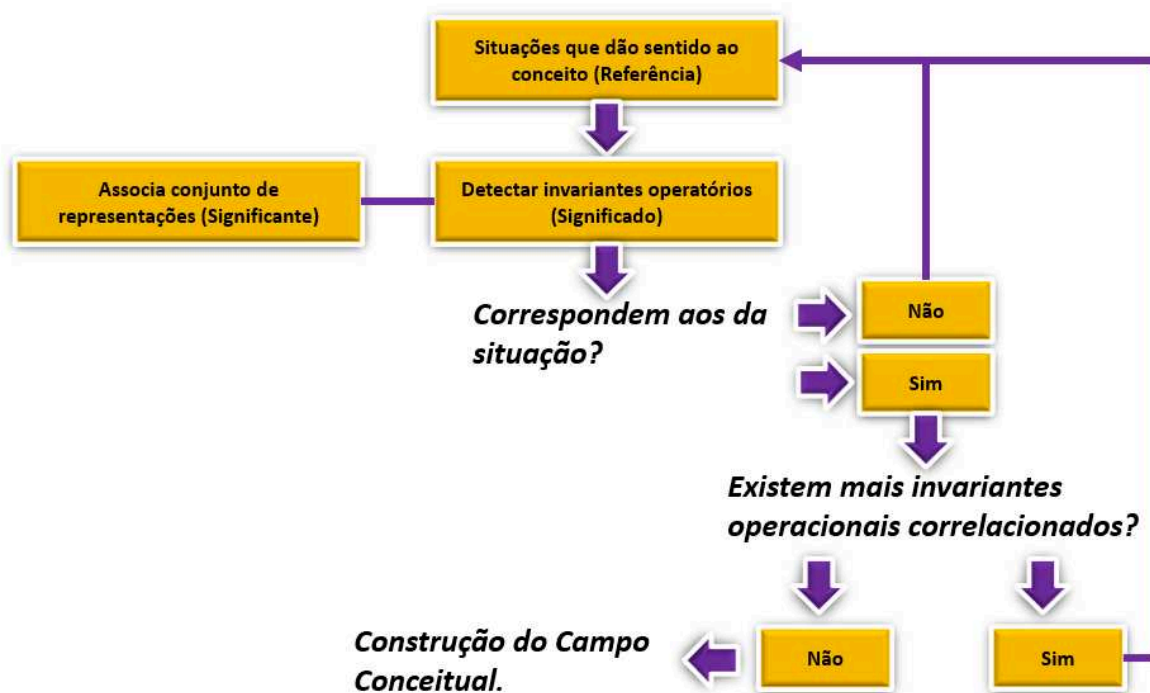 Situações que dão sentido ao
conceito (Referência)
Associa conjunto de
representações (Significante)
Detectar invariantes operatórios
(Significado)
Correspondem aos da
situação?
Não
Sim
Existem mais invariantes
operacionais correlacionados?
Construção do Campo
Conceitual.
Não
Sim